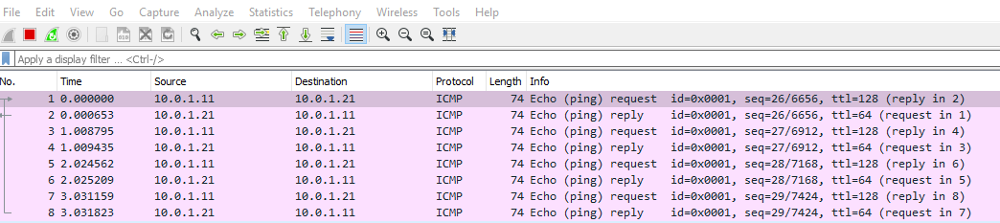 File Edit View Go Capture Analyze Statistics Telephony Wireless Tools Help
Apply a display filter ... <Ctrl-/>
No. Time Source Destination Protocol Length Info
1 0.000000 10.0.1.11 10.0.1.21 ICMP 74 Echo (ping) request id=0x0001, seq=26/6656, ttl=128 (reply in 2)
2 0.000653 10.0.1.21 10.0.1.11 ICMP 74 Echo (ping) reply id=0x0001, seq=26/6656, ttl=64 (request in 1)
3 1.008795 10.0.1.11 10.0.1.21 ICMP 74 Echo (ping) request id=0x0001, seq=27/6912, ttl=128 (reply in 4)
4 1.009435 10.0.1.21 10.0.1.11 ICMP 74 Echo (ping) reply id=0x0001, seq=27/6912, ttl=64 (request in 3)
5 2.024562 10.0.1.11 10.0.1.21 ICMP 74 Echo (ping) request id=0x0001, seq=28/7168, ttl=128 (reply in 6)
6 2.025209 10.0.1.21 10.0.1.11 ICMP 74 Echo (ping) reply id=0x0001, seq=28/7168, ttl=64 (request in 5)
7 3.031159 10.0.1.11 10.0.1.21 ICMP 74 Echo (ping) request id=0x0001, seq=29/7424, ttl=128 (reply in 8)
8 3.031823 10.0.1.21 10.0.1.11 ICMP 74 Echo (ping) reply id=0x0001, seq=29/7424, ttl=64 (request in 7)